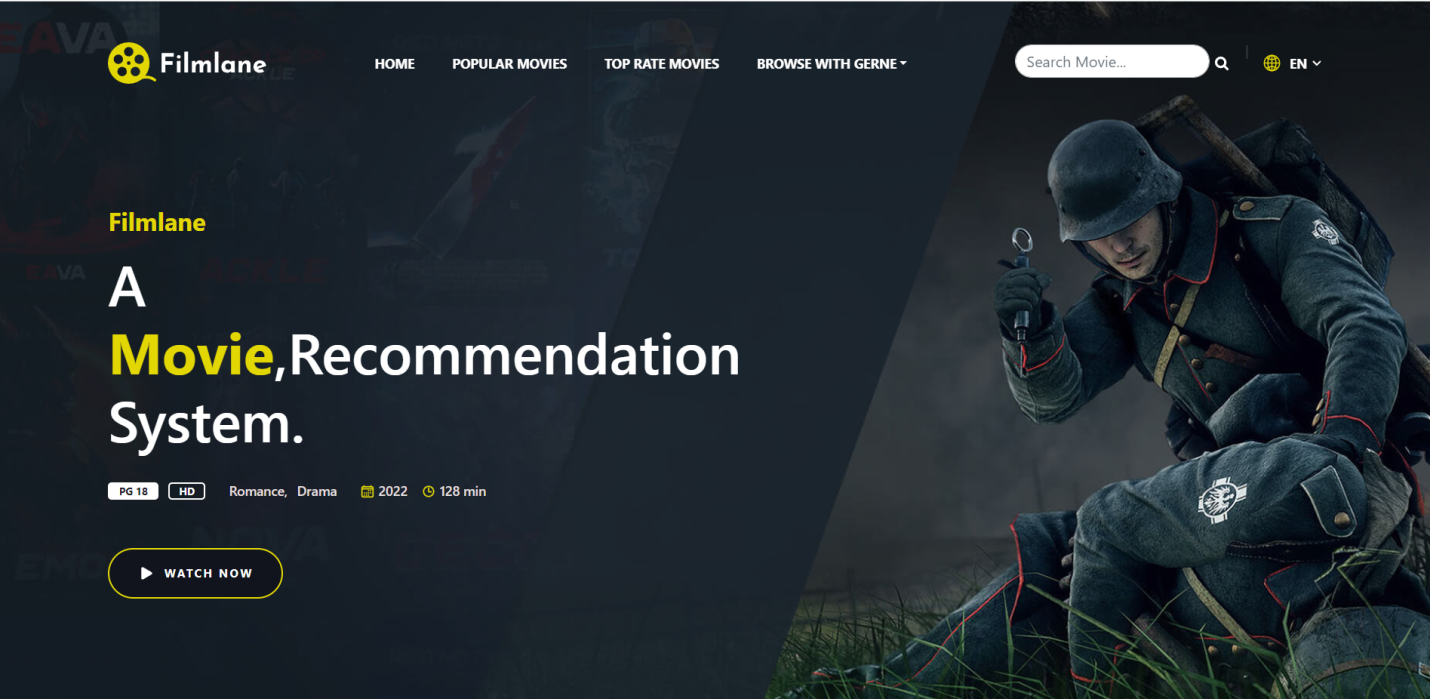 Filmlane
HOME
POPULAR MOVIES
TOP RATE MOVIES
BROWSE WITH GERNE
Search Movie...
EN
Filmlane
A
Movie,Recommendation
System.
PG 18
HD
Romance, Drama
2022
128 min
WATCH NOW